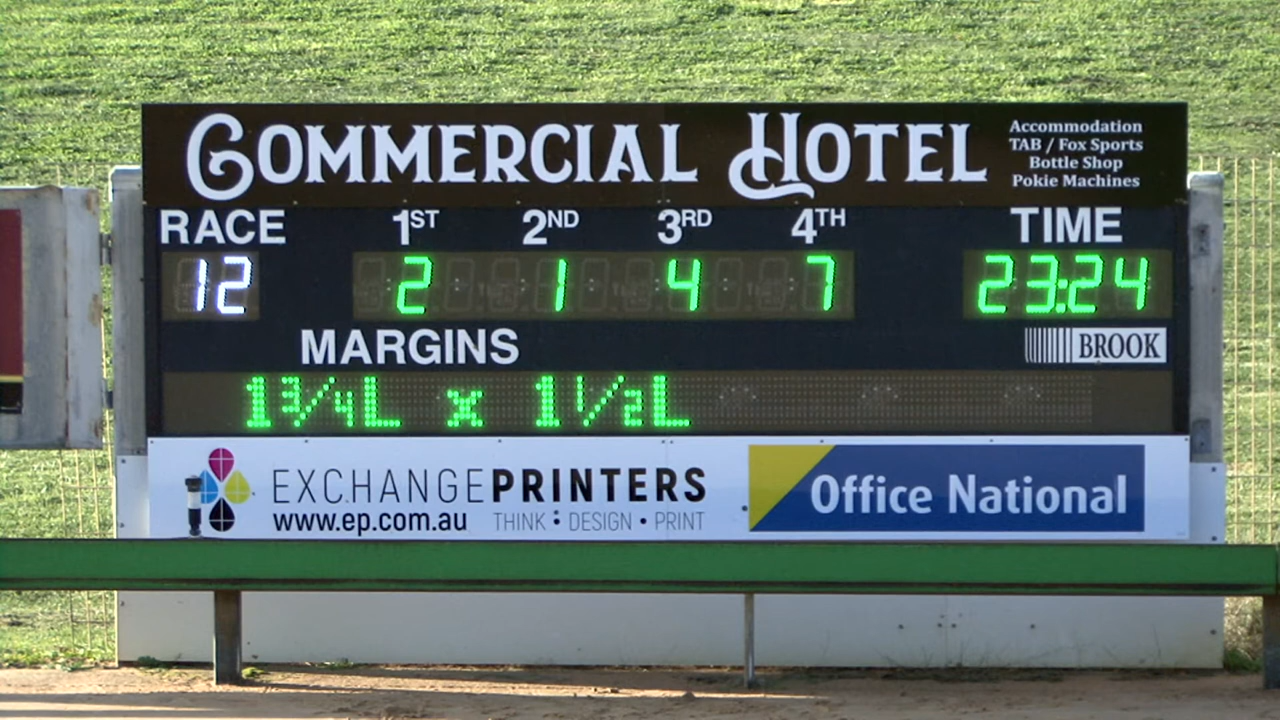 COMMERCIAL HOTEL
Accommodation
TAB / Fox Sports
Bottle Shop
Pokie Machines
RACE 1ST 2ND 3RD 4TH TIME
12 2 1 4 7 23:24
MARGINS
BROOK
1¾L x 1½L
EXCHANGEPRINTERS
www.ep.com.au THINK • DESIGN • PRINT
Office National